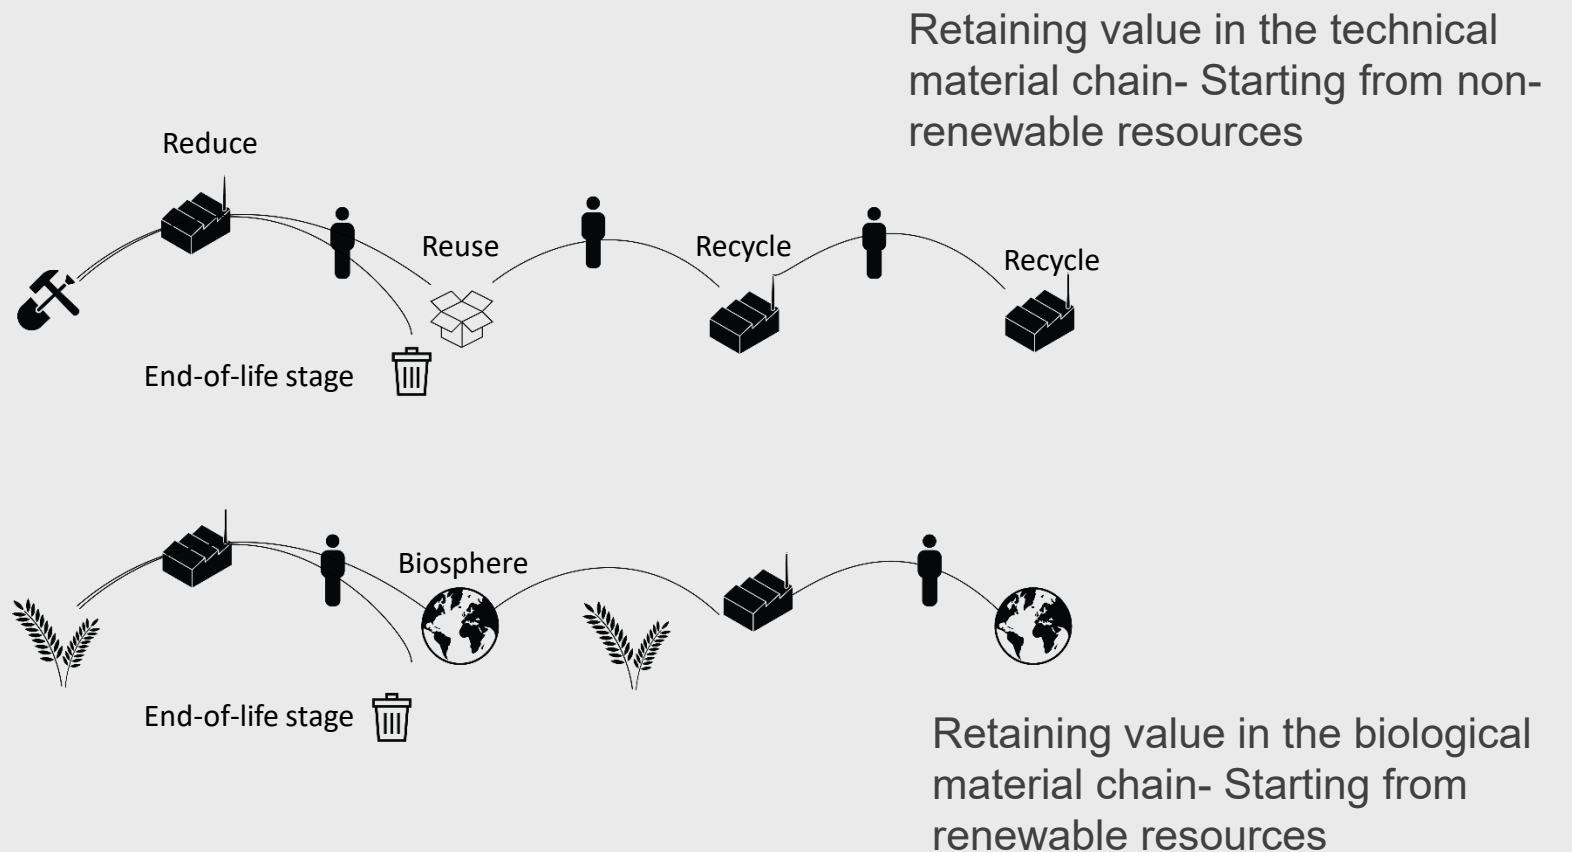 Retaining value in the technical
material chain- Starting from non-
renewable resources
Reduce
Reuse
Recycle
Recycle
End-of-life stage
Biosphere
End-of-life stage
Retaining value in the biological
material chain- Starting from
renewable resources